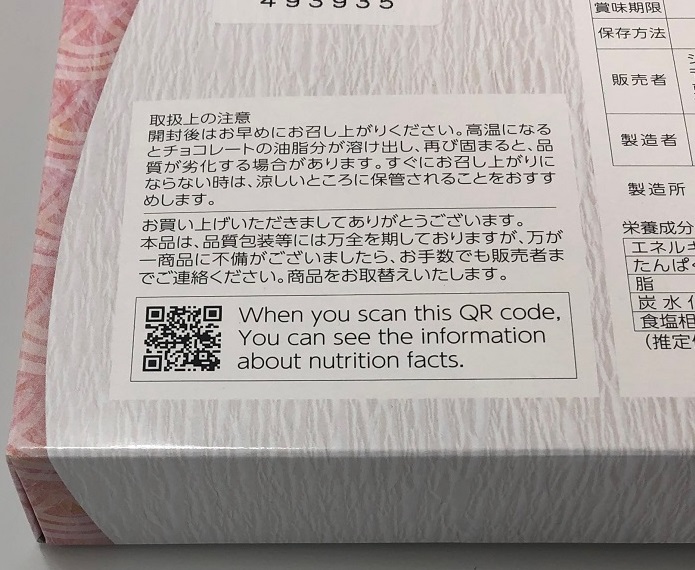 493935
取扱上の注意
開封後はお早めにお召し上がりください。高温になる
とチョコレートの油脂分が溶け出し、再び固まると、品
質が劣化する場合があります。すぐにお召し上がりに
ならない時は、涼しいところに保管されることをおすす
めします。
お買い上げいただきましてありがとうございます。
本品は、品質包装等には万全を期しておりますが、万が
一商品に不備がございましたら、お手数でも販売者ま
でご連絡ください。商品をお取替えいたします。
When you scan this QR code,
You can see the information
about nutrition facts.
賞味期限
保存方法
販売者
製造者
製造所
栄養成分
エネルギ
たんぱく
脂
炭水化
食塩相
(推定